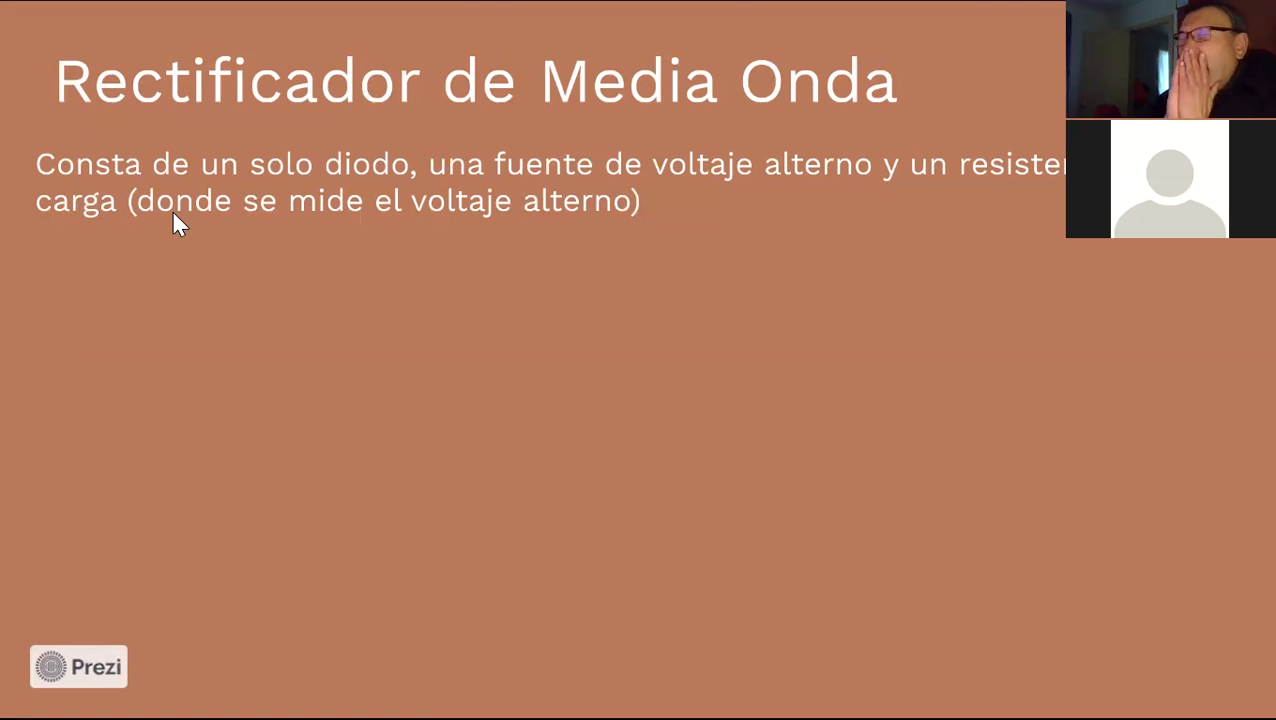 Rectificador de Media Onda
Consta de un solo diodo, una fuente de voltaje alterno y un
carga (donde se mide el voltaje alterno)
Prezi